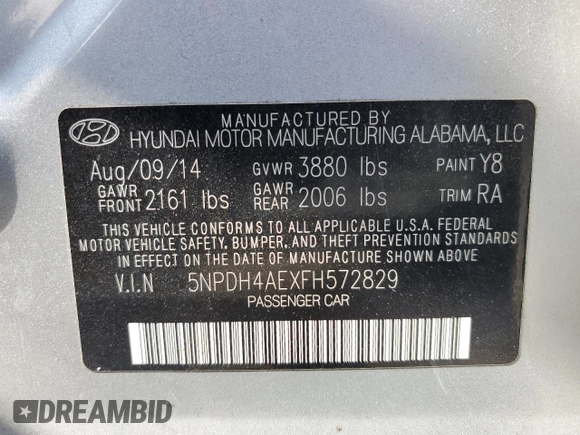 MANUFACTURED BY
HYUNDAI MOTOR MANUFACTURING ALABAMA, LLC
Aug/09/14 GVWR 3880 lbs PAINT Y8
GAWR FRONT 2161 lbs GAWR REAR 2006 lbs TRIM RA
THIS VEHICLE CONFORMS TO ALL APPLICABLE U.S.A. FEDERAL
MOTOR VEHICLE SAFETY, BUMPER, AND THEFT PREVENTION STANDARDS
IN EFFECT ON THE DATE OF MANUFACTURE SHOWN ABOVE
V.I.N 5NPDH4AEXFH572829
PASSENGER CAR
DREAMBID